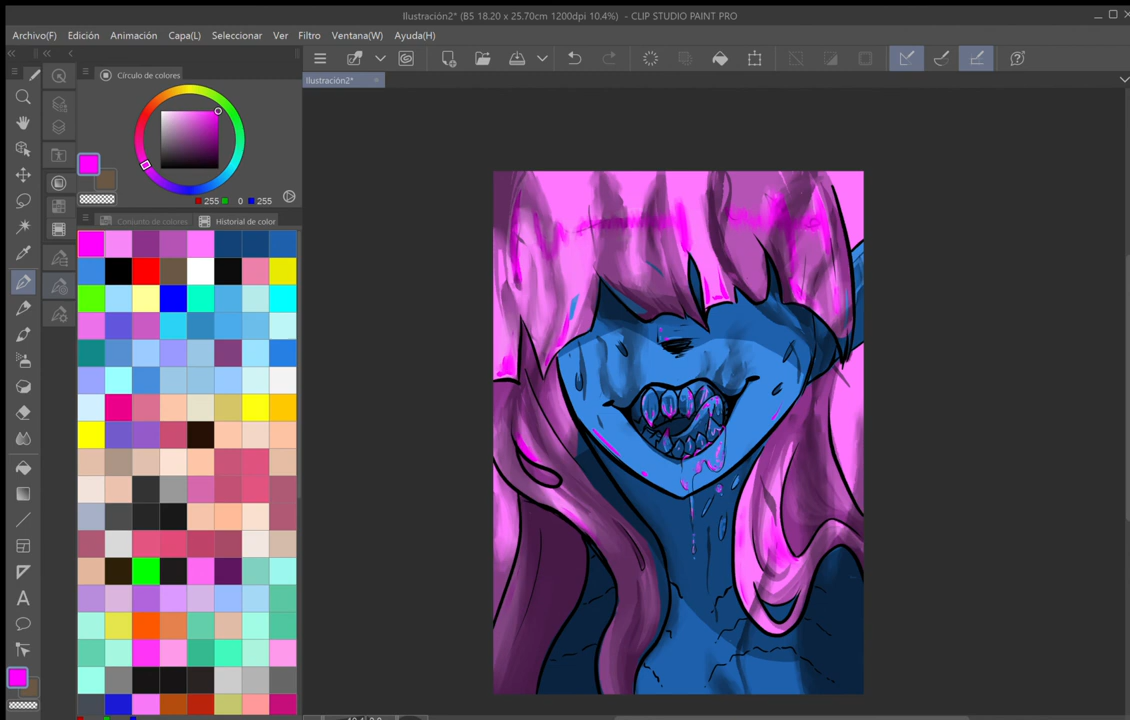 Ilustración2* (B5 18.20 x 25.70cm 1200dpi 10.4%)  - CLIP STUDIO PAINT PRO
Archivo(F) Edición Animación Capa(L) Seleccionar Ver Filtro Ventana(W) Ayuda(H)
Ilustración2*
Círculo de colores
255 0 255
Conjunto de colores Historial de color